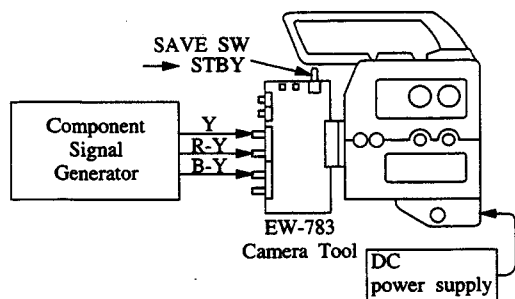 SAVE SW
→ STBY
Component
Signal
Generator
Y
R-Y
B-Y
EW-783
Camera Tool
DC
power supply